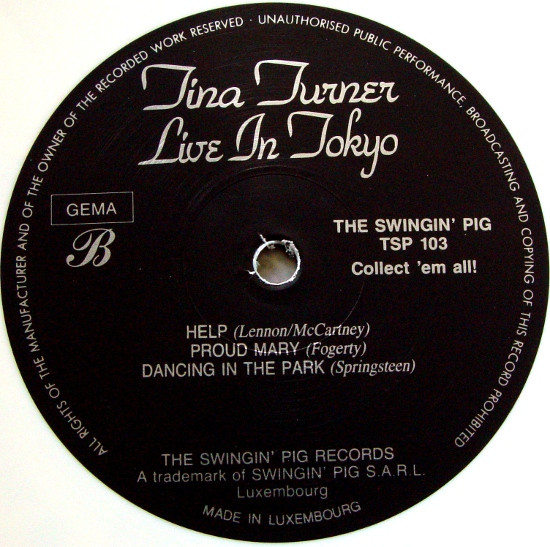 ALL RIGHTS OF THE MANUFACTURER AND OF THE OWNER OF THE RECORDED WORK RESERVED · UNAUTHORISED PUBLIC PERFORMANCE, BROADCASTING AND COPYING OF THIS RECORD PROHIBITED
Tina Turner
Live In Tokyo
GEMA
B
THE SWINGIN' PIG
TSP 103
Collect 'em all!
HELP (Lennon/McCartney)
PROUD MARY (Fogerty)
DANCING IN THE PARK (Springsteen)
THE SWINGIN' PIG RECORDS
A trademark of SWINGIN' PIG S.A.R.L.
Luxembourg
MADE IN LUXEMBOURG